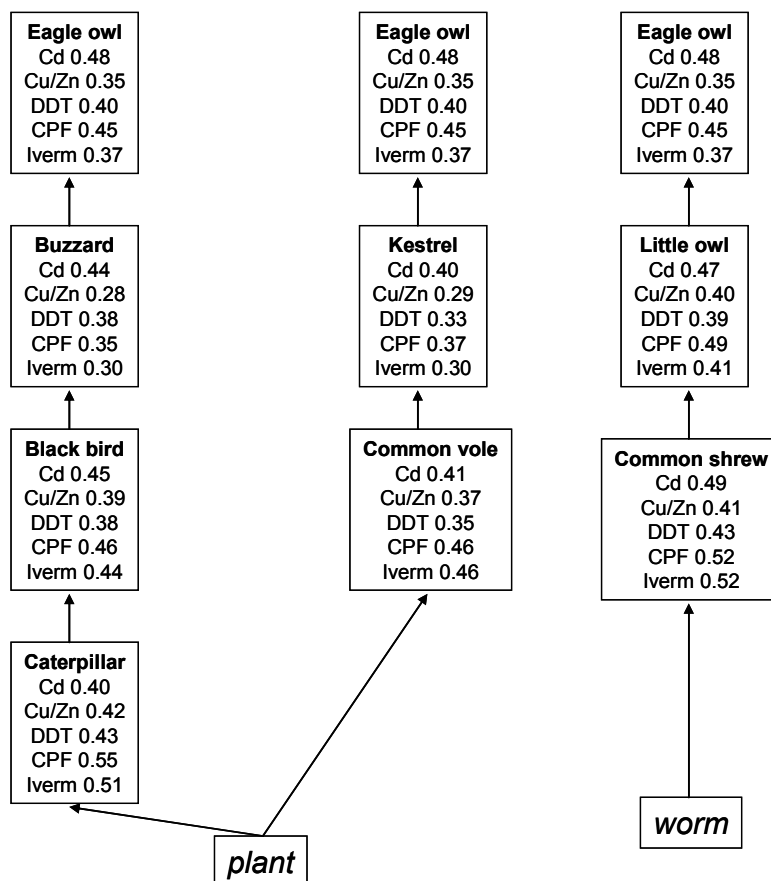 Eagle owl
Cd 0.48
Cu/Zn 0.35
DDT 0.40
CPF 0.45
Iverm 0.37
Buzzard
Cd 0.44
Cu/Zn 0.28
DDT 0.38
CPF 0.35
Iverm 0.30
Black bird
Cd 0.45
Cu/Zn 0.39
DDT 0.38
CPF 0.46
Iverm 0.44
Caterpillar
Cd 0.40
Cu/Zn 0.42
DDT 0.43
CPF 0.55
Iverm 0.51
Eagle owl
Cd 0.48
Cu/Zn 0.35
DDT 0.40
CPF 0.45
Iverm 0.37
Kestrel
Cd 0.40
Cu/Zn 0.29
DDT 0.33
CPF 0.37
Iverm 0.30
Common vole
Cd 0.41
Cu/Zn 0.37
DDT 0.35
CPF 0.46
Iverm 0.46
plant
Eagle owl
Cd 0.48
Cu/Zn 0.35
DDT 0.40
CPF 0.45
Iverm 0.37
Little owl
Cd 0.47
Cu/Zn 0.40
DDT 0.39
CPF 0.49
Iverm 0.41
Common shrew
Cd 0.49
Cu/Zn 0.41
DDT 0.43
CPF 0.52
Iverm 0.52
worm